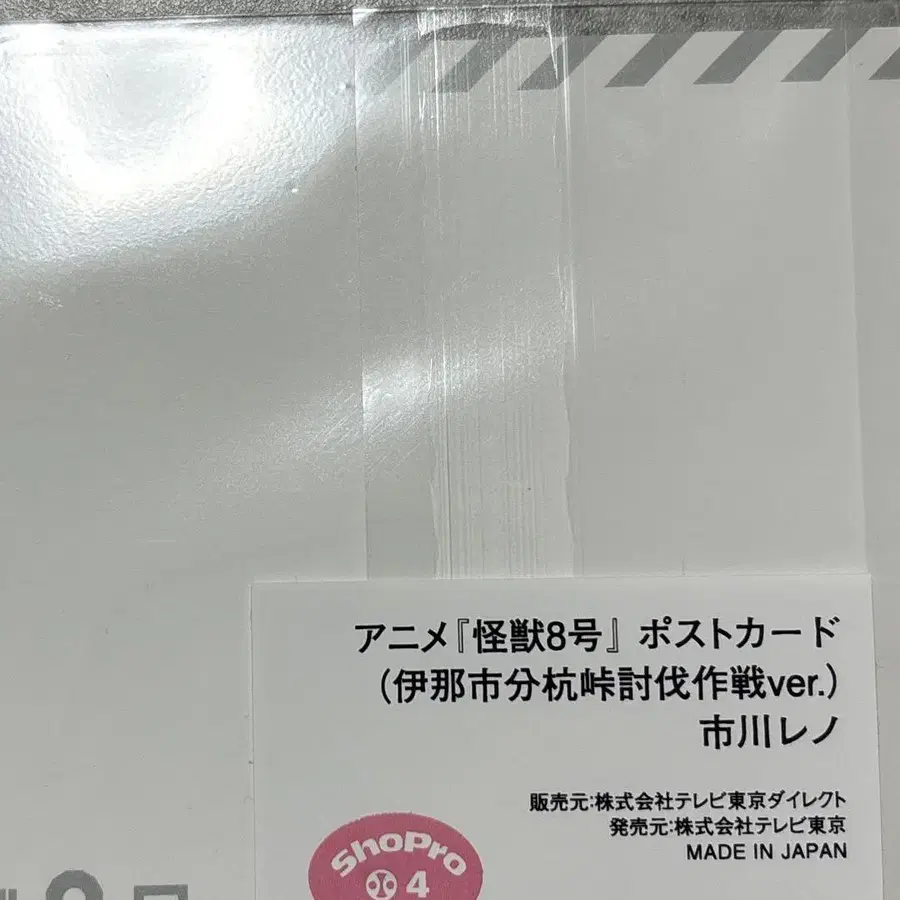 アニメ『怪獣8号』 ポストカード
(伊那市分杭峠討伐作戦ver.)
市川レノ
販売元:株式会社テレビ東京ダイレクト
発売元:株式会社テレビ東京
MADE IN JAPAN
ShoPro
4